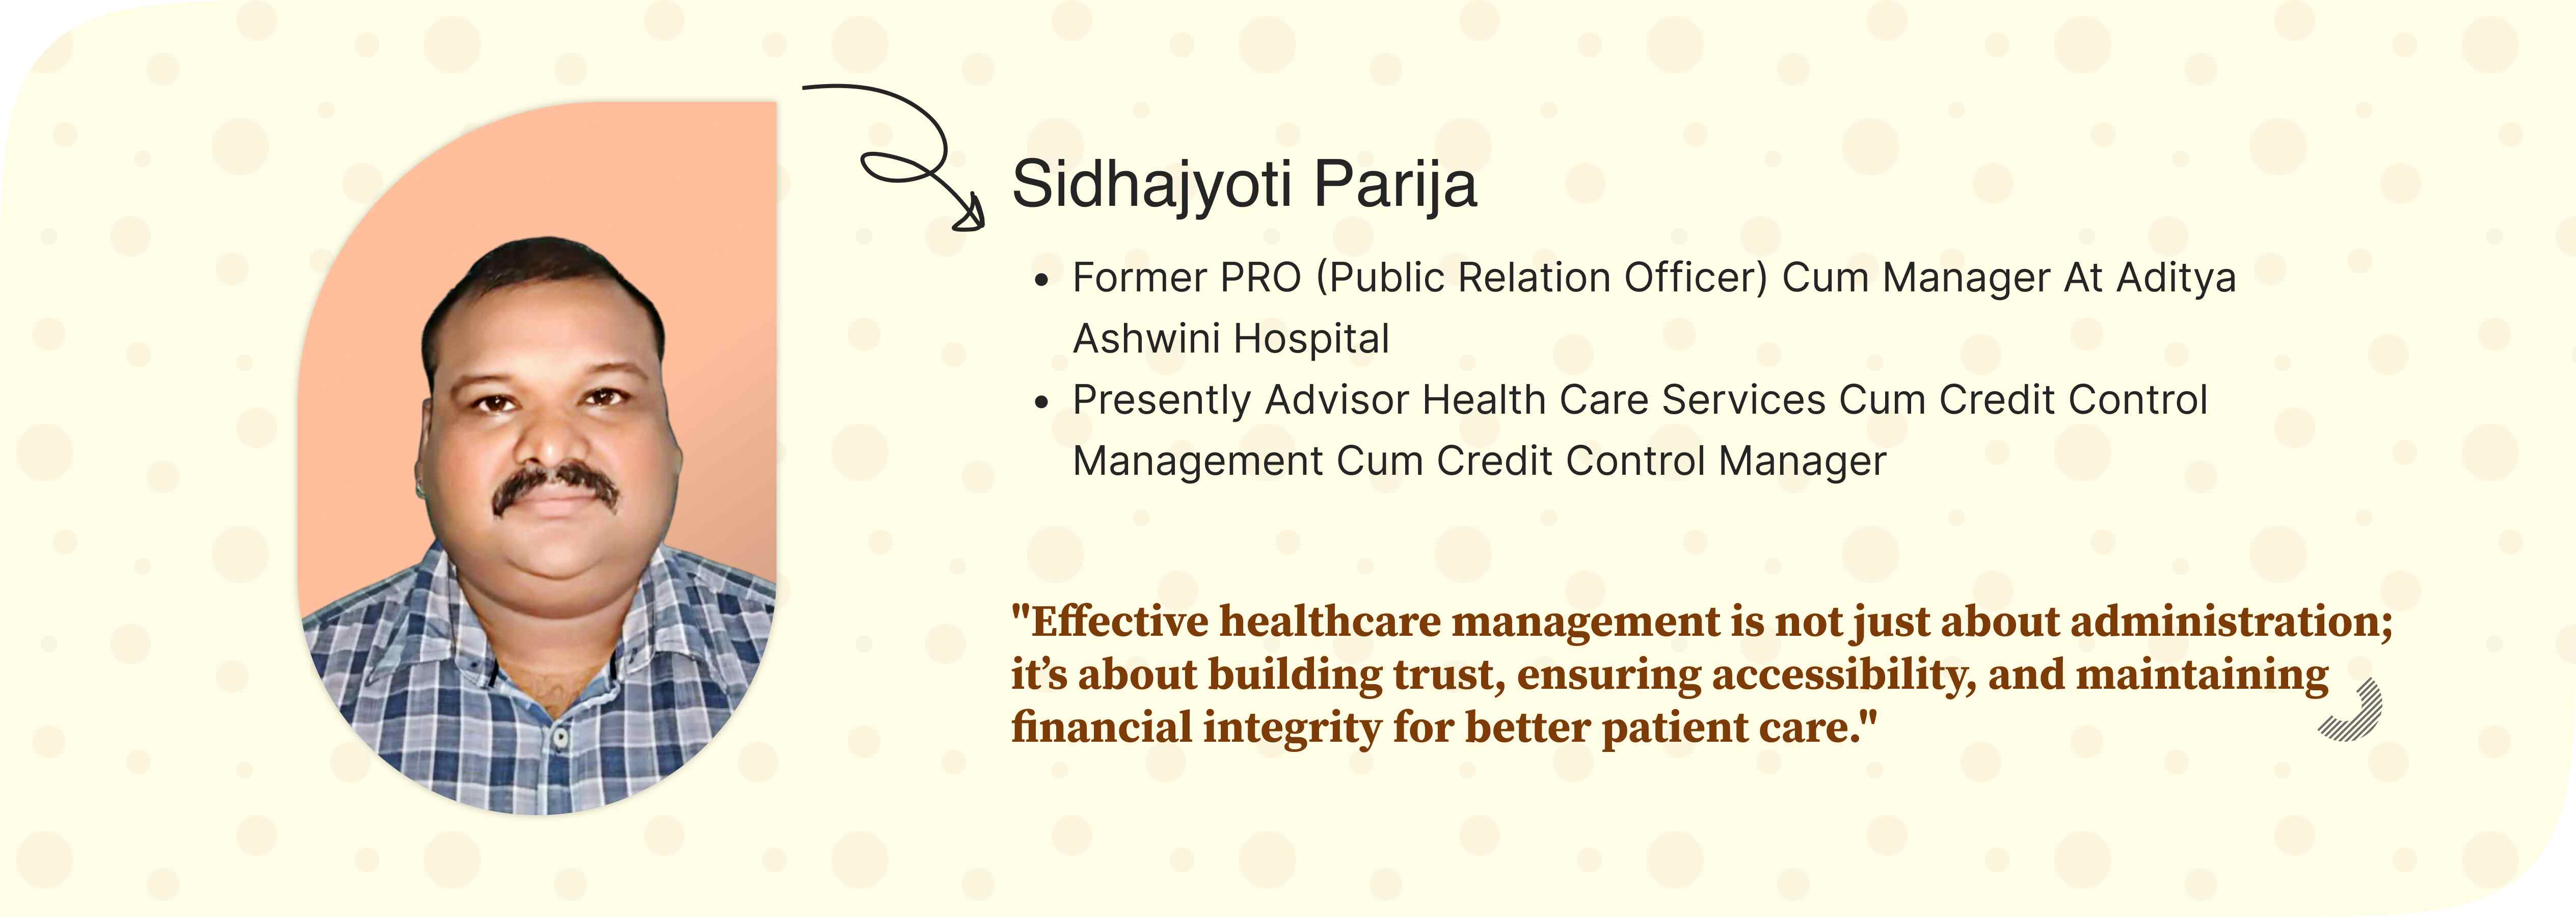 Sidhajyoti Parija
• Former PRO (Public Relation Officer) Cum Manager At Aditya
Ashwini Hospital
• Presently Advisor Health Care Services Cum Credit Control
Management Cum Credit Control Manager
"Effective healthcare management is not just about administration;
it’s about building trust, ensuring accessibility, and maintaining
financial integrity for better patient care."